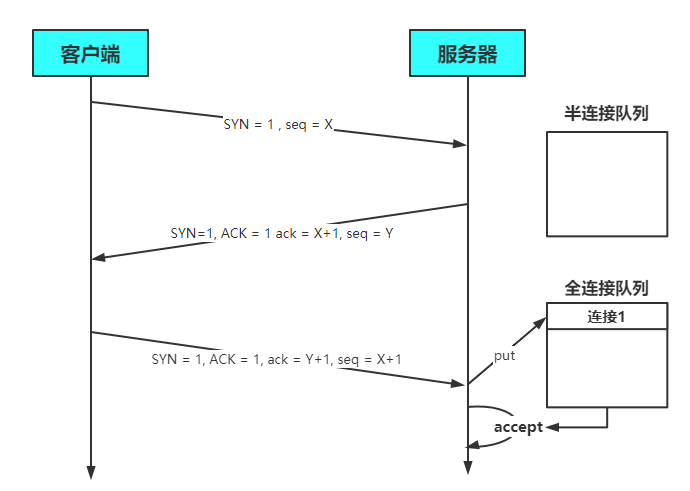 客户端
服务器
SYN = 1 , seq = X
半连接队列
SYN=1, ACK = 1 ack = X+1, seq = Y
全连接队列
连接1
SYN = 1, ACK = 1, ack = Y+1, seq = X+1
put
accept